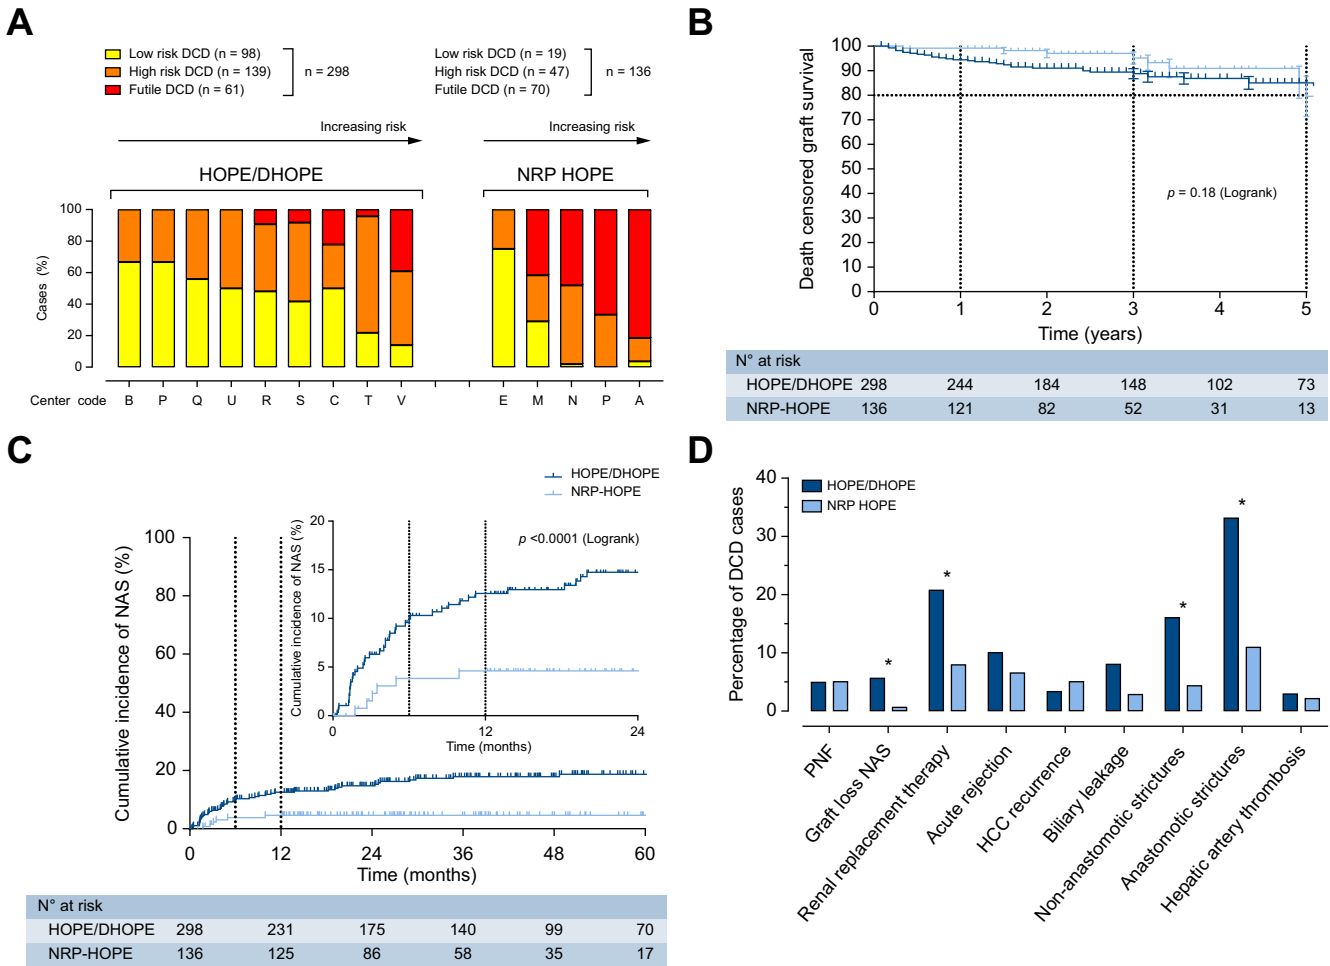 A
Low risk DCD (n = 98)
High risk DCD (n = 139)
Futile DCD (n = 61)
n = 298
Low risk DCD (n = 19)
High risk DCD (n = 47)
Futile DCD (n = 70)
n = 136
Increasing risk
Increasing risk
HOPE/DHOPE
NRP HOPE
Cases (%)
100
80
60
40
20
0
Center code B P Q U R S C T V E M N P A
B
Death censored graft survival
100
90
80
70
60
50
40
30
20
10
0
p = 0.18 (Logrank)
0 1 2 3 4 5
Time (years)
N° at risk
HOPE/DHOPE 298 244 184 148 102 73
NRP-HOPE 136 121 82 52 31 13
C
HOPE/DHOPE
NRP-HOPE
Cumulative incidence of NAS (%)
100
80
60
40
20
0
0 12 24 36 48 60
Time (months)
Cumulative incidence of NAS (%)
20
15
10
5
0
p <0.0001 (Logrank)
0 12 24
Time (months)
N° at risk
HOPE/DHOPE 298 231 175 140 99 70
NRP-HOPE 136 125 86 58 35 17
D
HOPE/DHOPE
NRP HOPE
Percentage of DCD cases
40
30
20
10
0
* * * *
PNF
Graft loss NAS
Renal replacement therapy
Acute rejection
HCC recurrence
Biliary leakage
Non-anastomotic strictures
Anastomotic strictures
Hepatic artery thrombosis